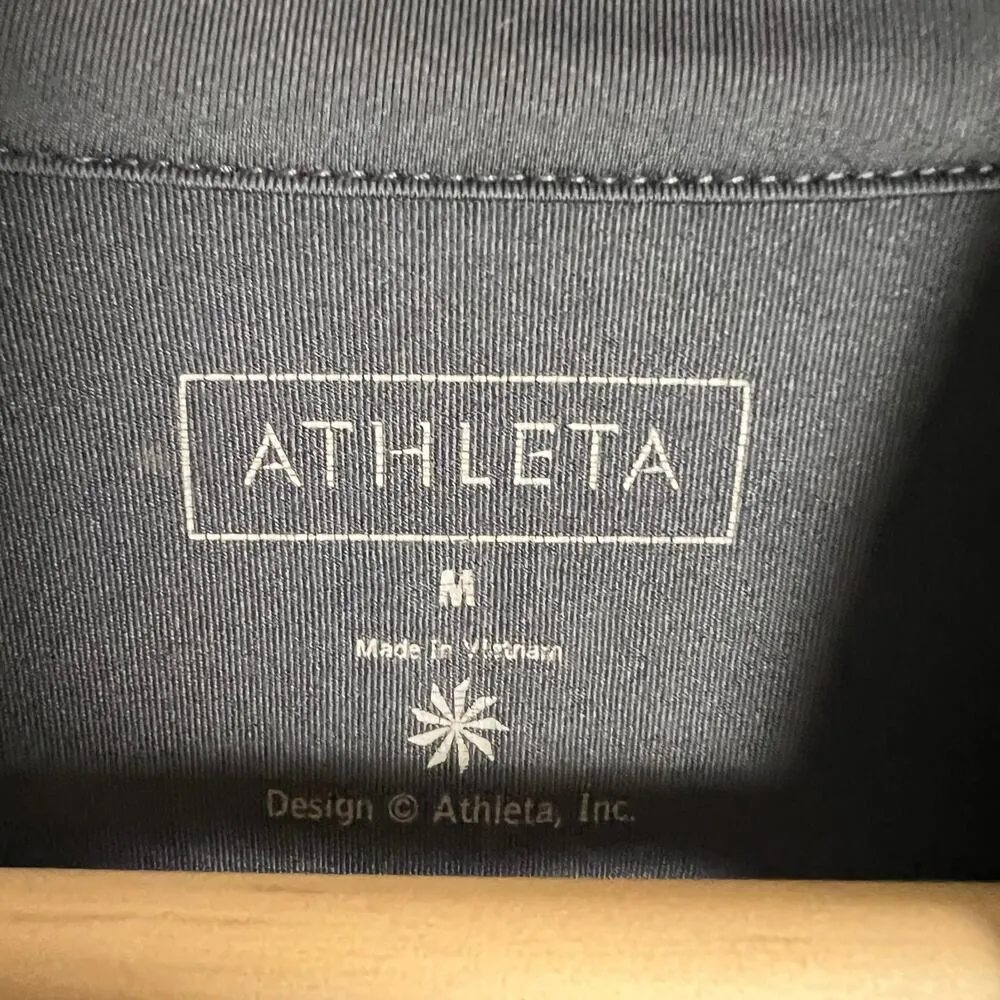 ATHLETA
M
Made in Vietnam
Design © Athleta, Inc.